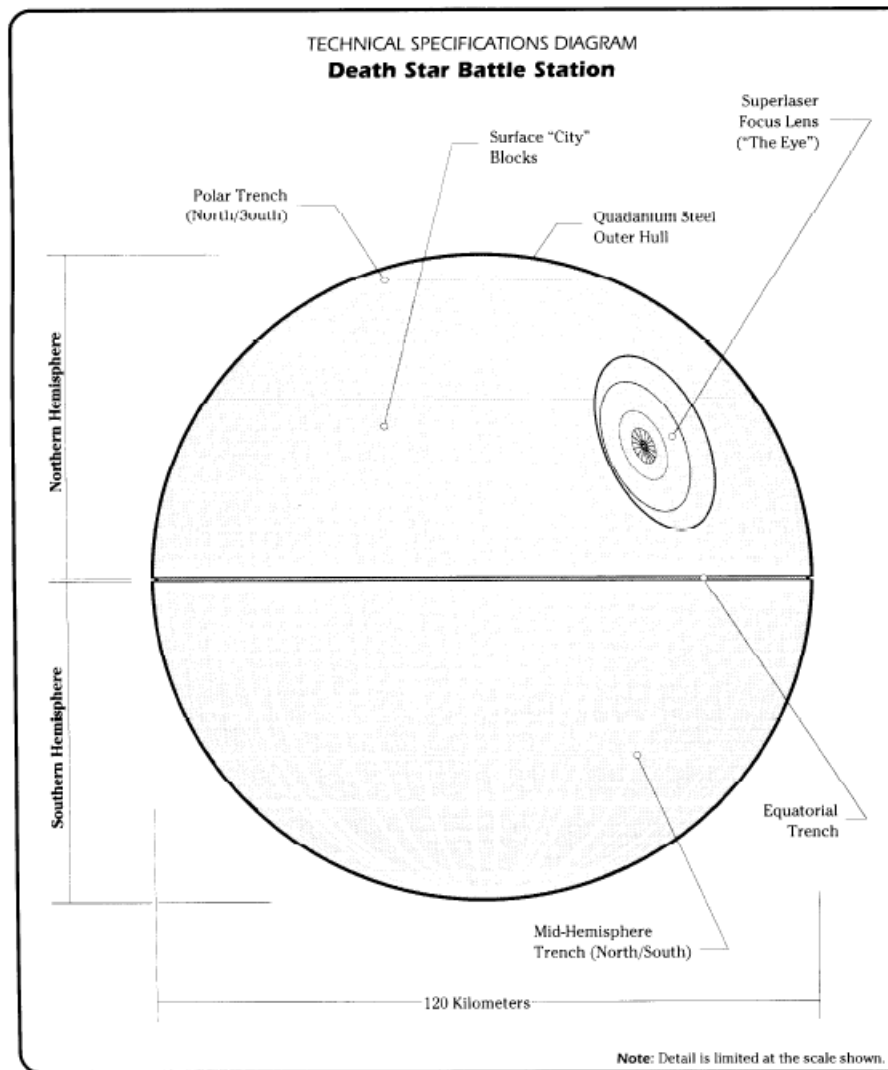 TECHNICAL SPECIFICATIONS DIAGRAM
Death Star Battle Station
Superlaser
Focus Lens
("The Eye")
Surface "City"
Blocks
Polar Trench
(North/South)
Quadanium Steel
Outer Hull
Northern Hemisphere
Southern Hemisphere
Equatorial
Trench
Mid-Hemisphere
Trench (North/South)
120 Kilometers
Note: Detail is limited at the scale shown.